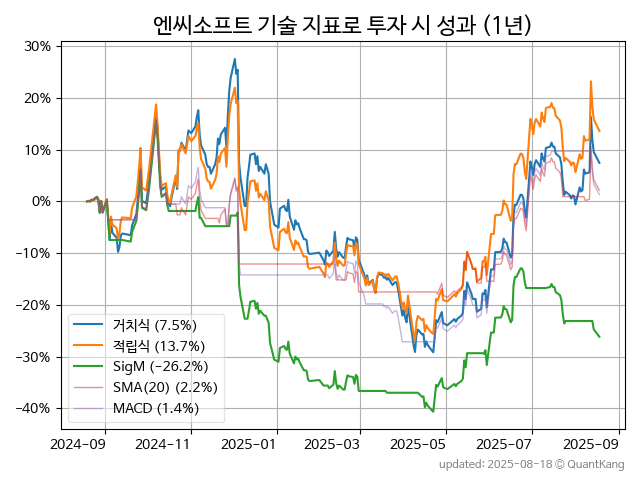 엔씨소프트 기술 지표로 투자 시 성과 (1년)
30%
20%
10%
0%
−10%
−20%
−30%
−40%
거치식 (7.5%)
적립식 (13.7%)
SigM (−26.2%)
SMA(20) (2.2%)
MACD (1.4%)
2024-09
2024-11
2025-01
2025-03
2025-05
2025-07
2025-09
updated: 2025-08-18 © QuantKang